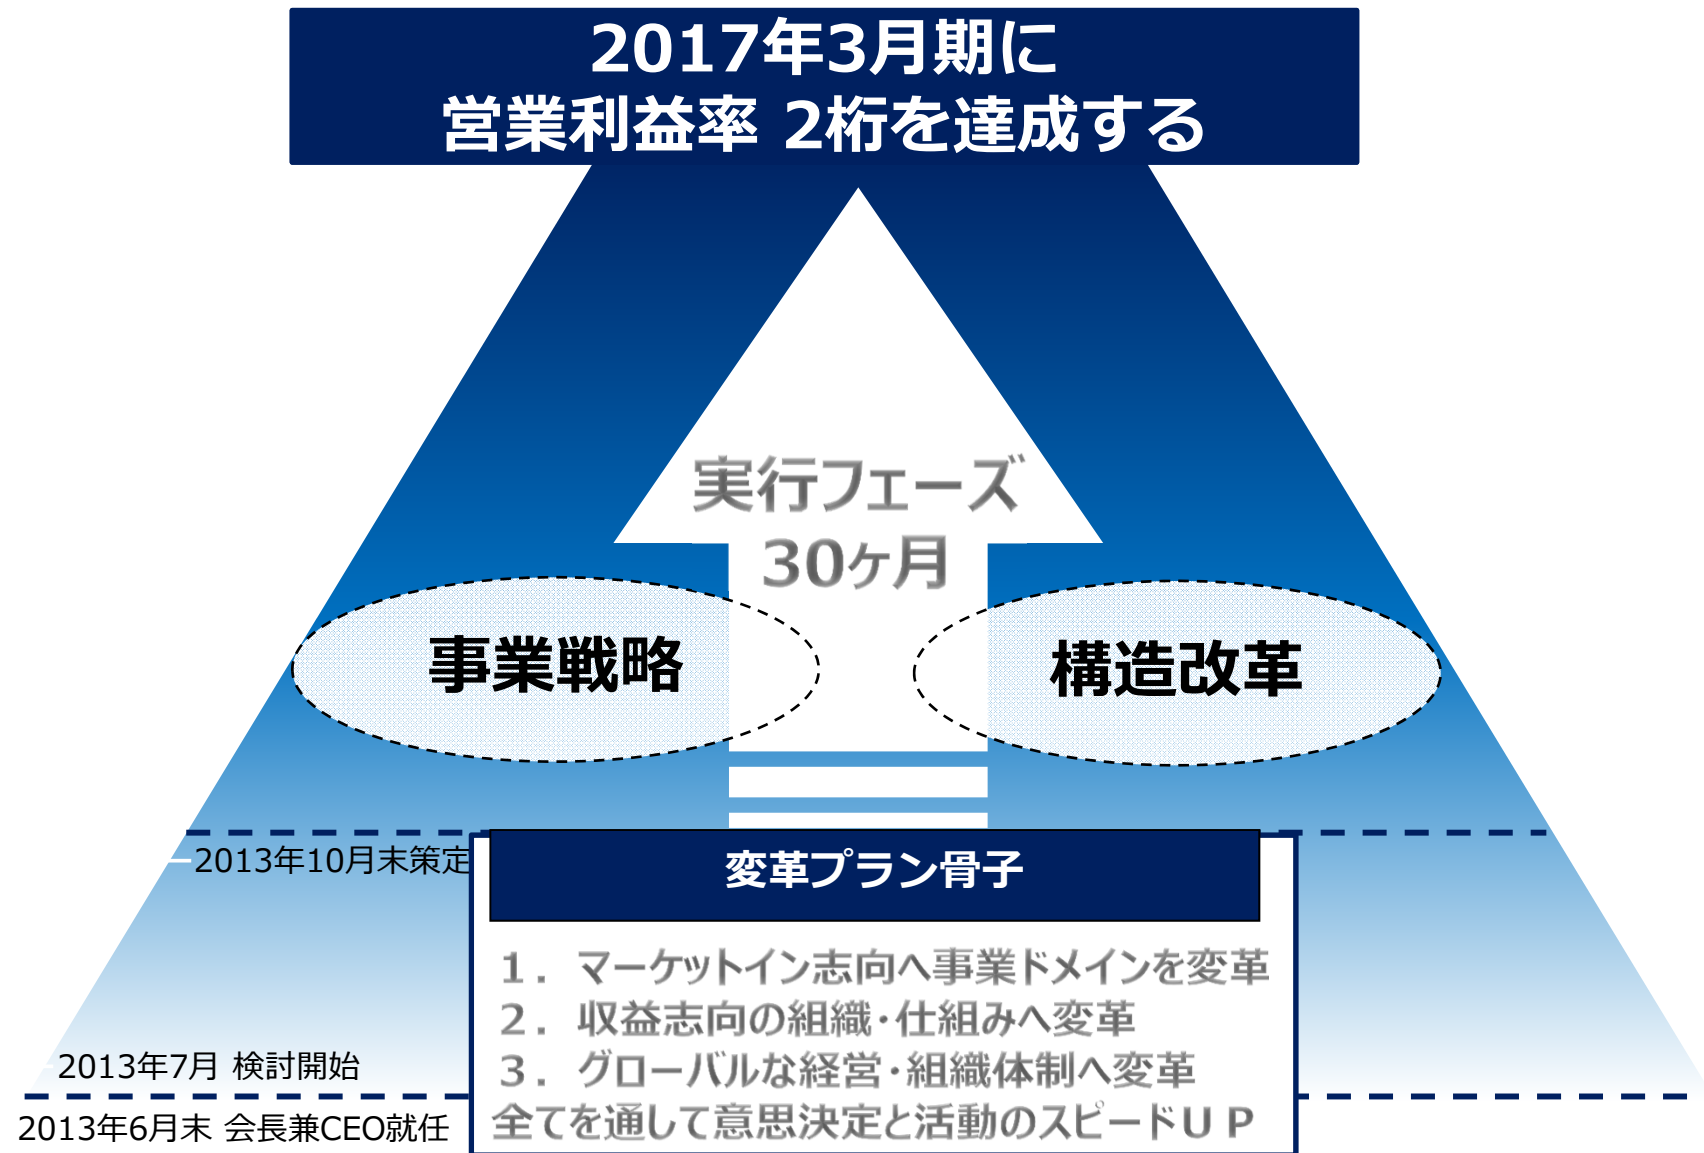 2017年3月期に
営業利益率 2桁を達成する
実行フェーズ
30ヶ月
事業戦略
構造改革
2013年10月末策定
変革プラン骨子
1．マーケットイン志向へ事業ドメインを変革
2．収益志向の組織・仕組みへ変革
3．グローバルな経営・組織体制へ変革
全てを通して意思決定と活動のスピードＵＰ
2013年7月 検討開始
2013年6月末 会長兼CEO就任